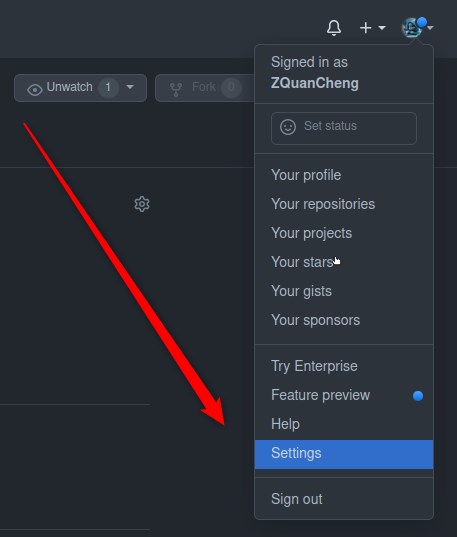 Signed in as
ZQuanCheng
Unwatch 1
Fork 0
Set status
Your profile
Your repositories
Your projects
Your stars
Your gists
Your sponsors
Try Enterprise
Feature preview
Help
Settings
Sign out